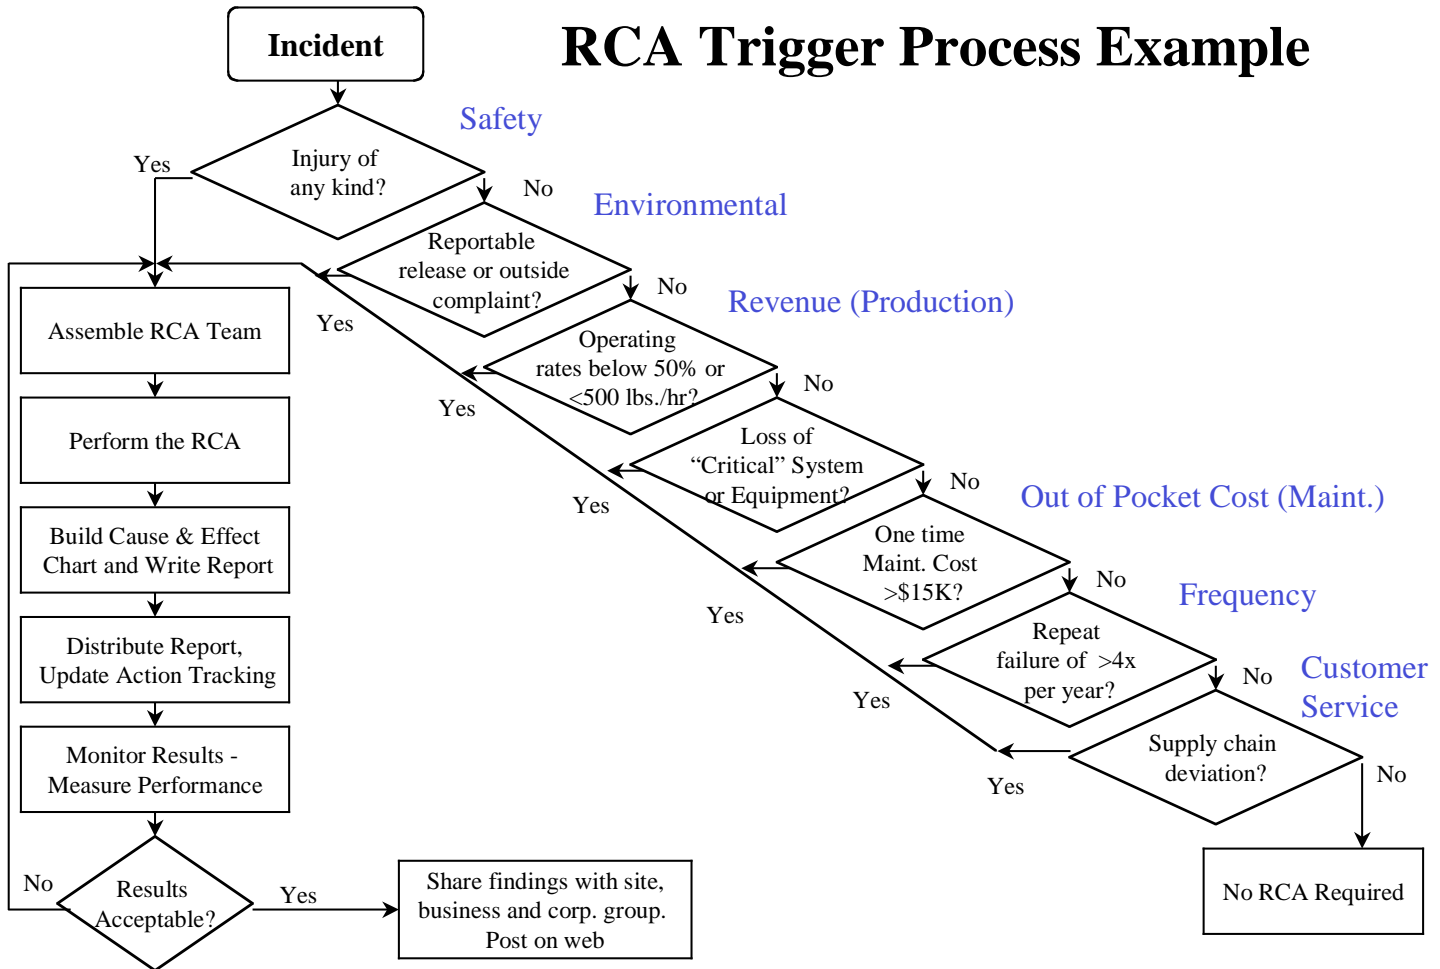 Incident
RCA Trigger Process Example
Safety
Yes
Injury of
any kind?
No
Environmental
Reportable
release or outside
complaint?
No
Yes
Revenue (Production)
Operating
rates below 50% or
<500 lbs./hr?
No
Yes
Loss of
“Critical” System
or Equipment?
No
Yes
Out of Pocket Cost (Maint.)
One time
Maint. Cost
>$15K?
No
Yes
Frequency
Repeat
failure of >4x
per year?
No
Yes
Customer
Service
Supply chain
deviation?
No
Yes
No RCA Required
Assemble RCA Team
Perform the RCA
Build Cause & Effect
Chart and Write Report
Distribute Report,
Update Action Tracking
Monitor Results -
Measure Performance
No
Results
Acceptable?
Yes
Share findings with site,
business and corp. group.
Post on web